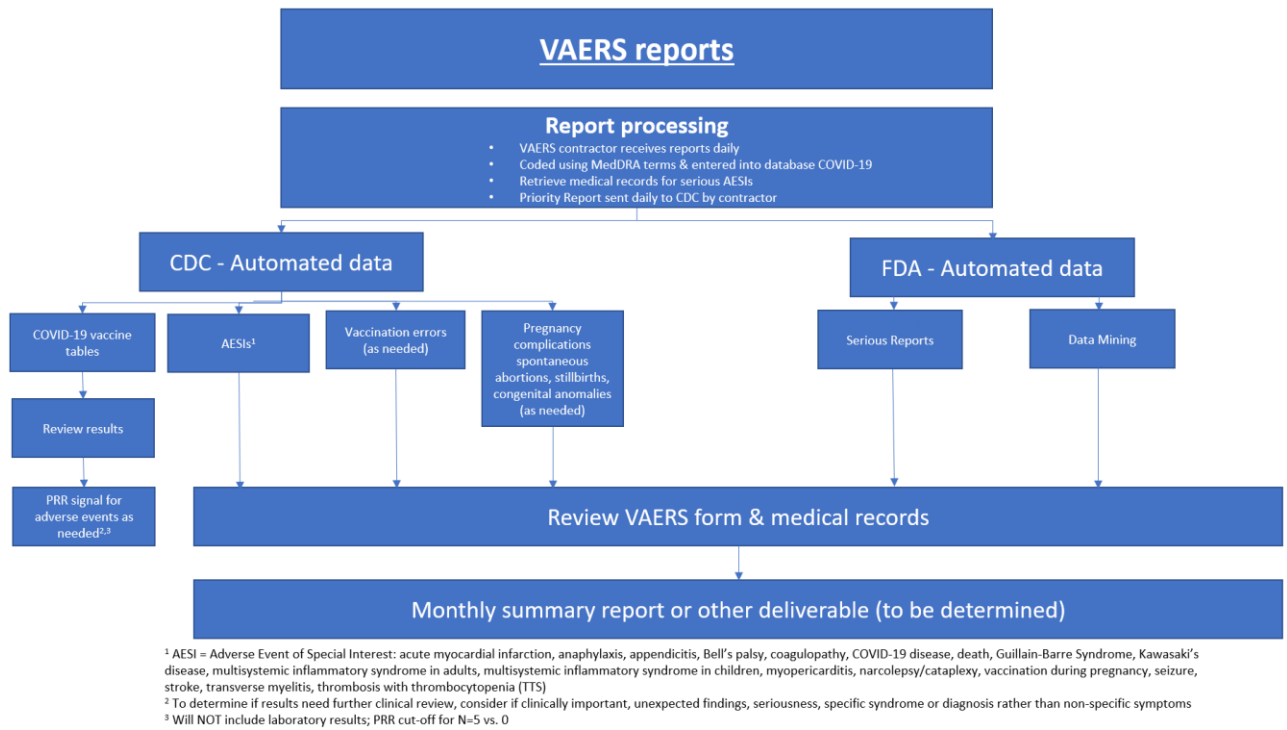 VAERS reports
Report processing
• VAERS contractor receives reports daily
• Coded using MedDRA terms & entered into database COVID-19
• Retrieve medical records for serious AESIs
• Priority Report sent daily to CDC by contractor
CDC - Automated data
FDA - Automated data
COVID-19 vaccine
tables
AESIs¹
Vaccination errors
(as needed)
Pregnancy
complications
spontaneous
abortions, stillbirths,
congenital anomalies
(as needed)
Serious Reports
Data Mining
Review results
PRR signal for
adverse events as
needed²,³
Review VAERS form & medical records
Monthly summary report or other deliverable (to be determined)
¹ AESI = Adverse Event of Special Interest: acute myocardial infarction, anaphylaxis, appendicitis, Bell’s palsy, coagulopathy, COVID-19 disease, death, Guillain-Barre Syndrome, Kawasaki’s
disease, multisystemic inflammatory syndrome in adults, multisystemic inflammatory syndrome in children, myopericarditis, narcolepsy/cataplexy, vaccination during pregnancy, seizure,
stroke, transverse myelitis, thrombosis with thrombocytopenia (TTS)
² To determine if results need further clinical review, consider if clinically important, unexpected findings, seriousness, specific syndrome or diagnosis rather than non-specific symptoms
³ Will NOT include laboratory results; PRR cut-off for N=5 vs. 0